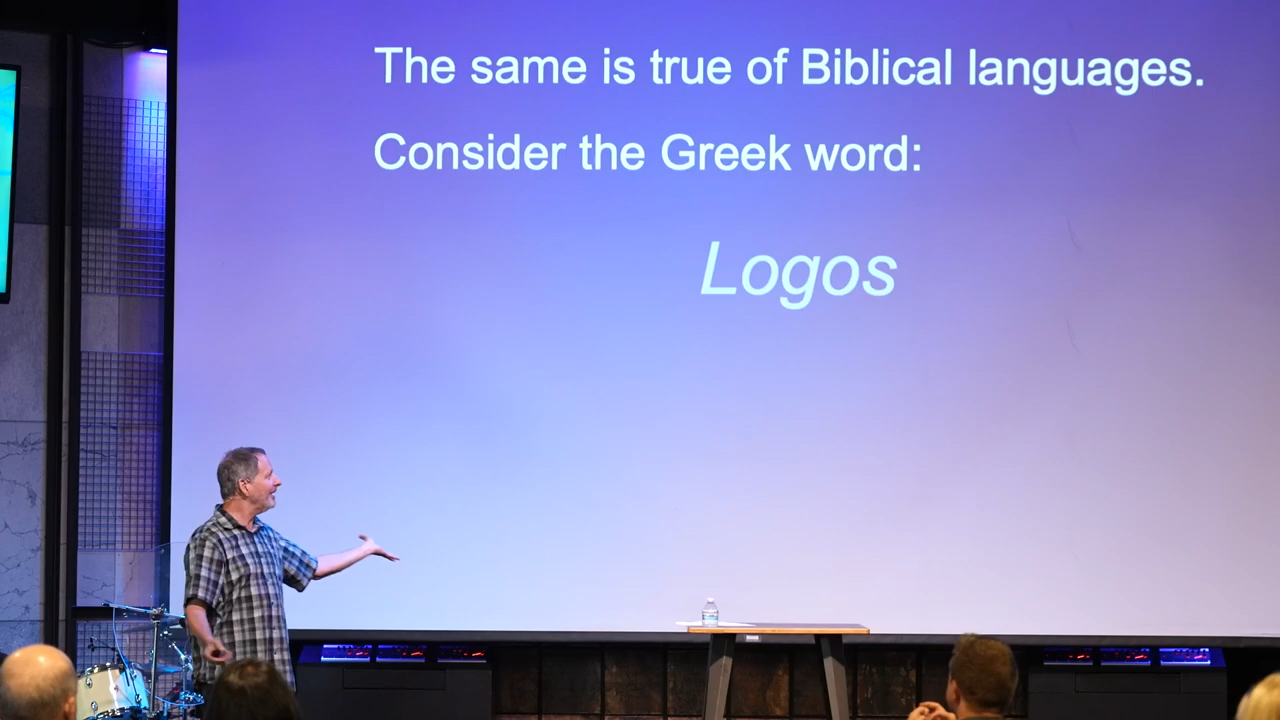 The same is true of Biblical languages.
Consider the Greek word:
Logos